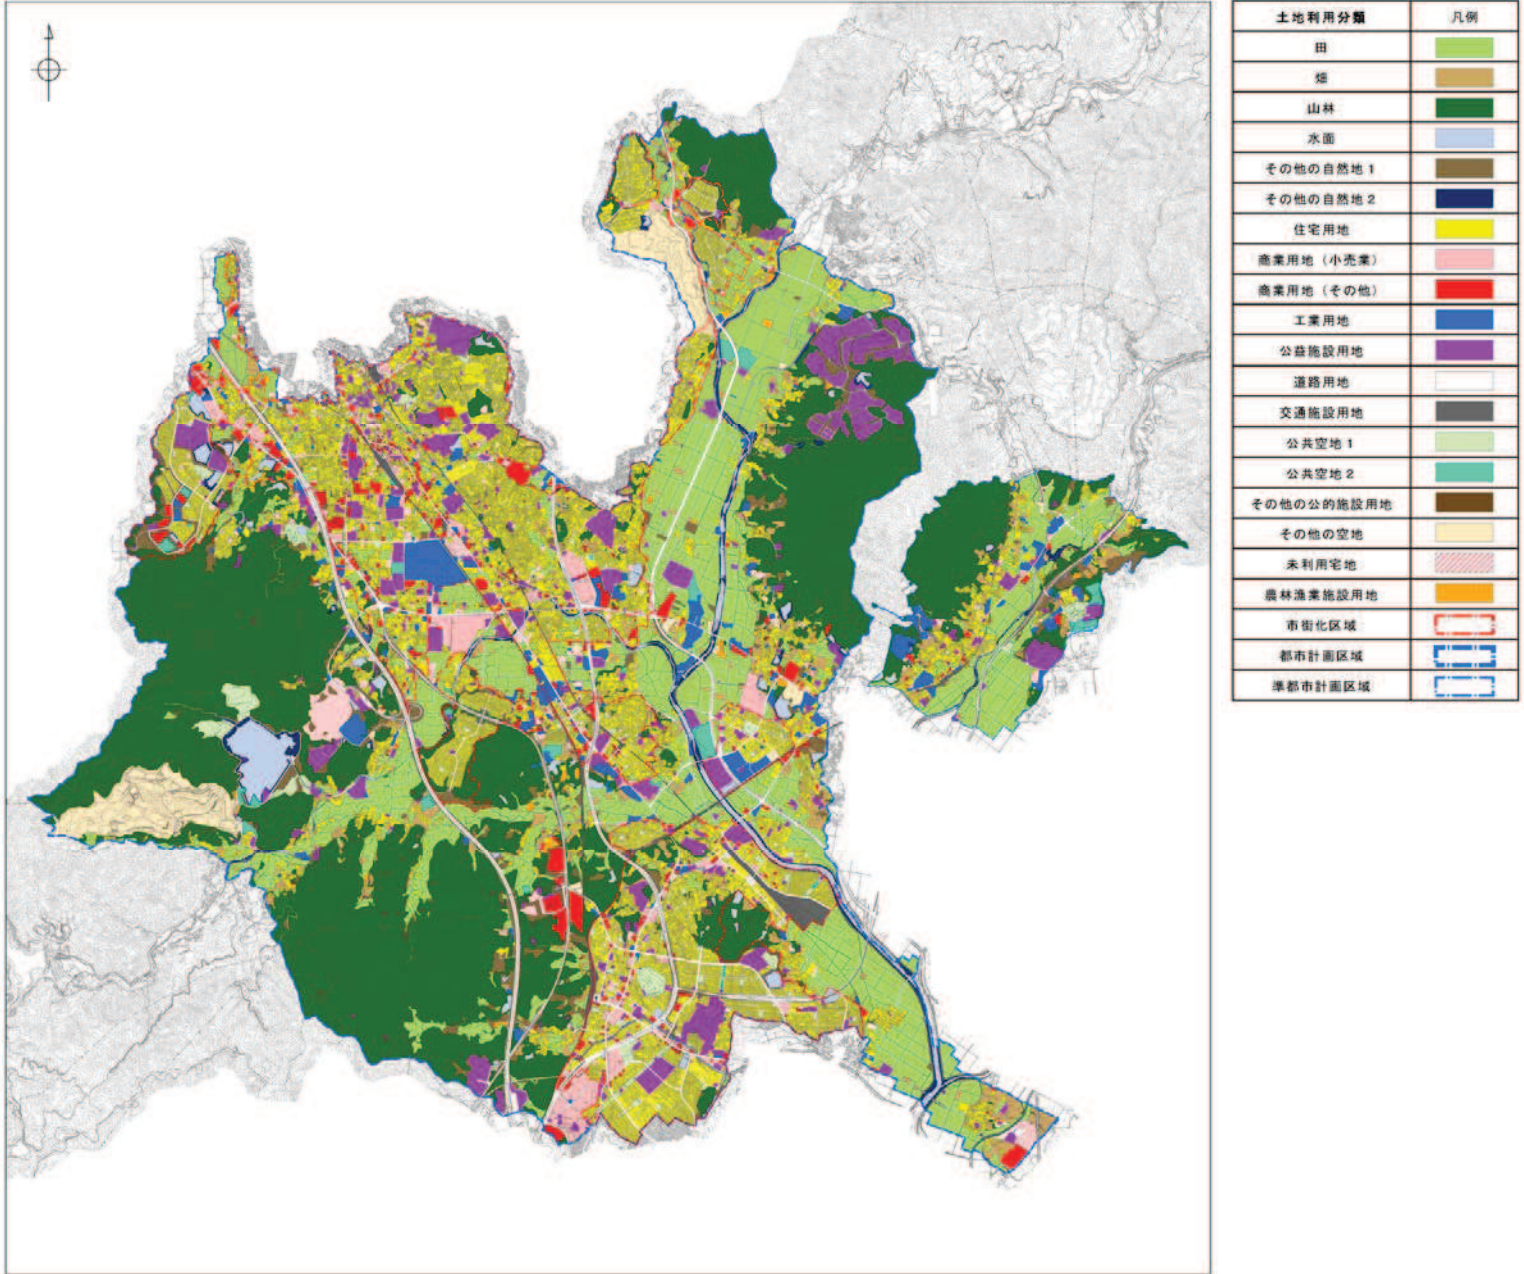 土地利用分類 凡例
田
畑
山林
水面
その他の自然地1
その他の自然地2
住宅用地
商業用地（小売業）
商業用地（その他）
工業用地
公益施設用地
道路用地
交通施設用地
公共空地1
公共空地2
その他の公的施設用地
その他の空地
未利用宅地
農林漁業施設用地
市街化区域
都市計画区域
準都市計画区域